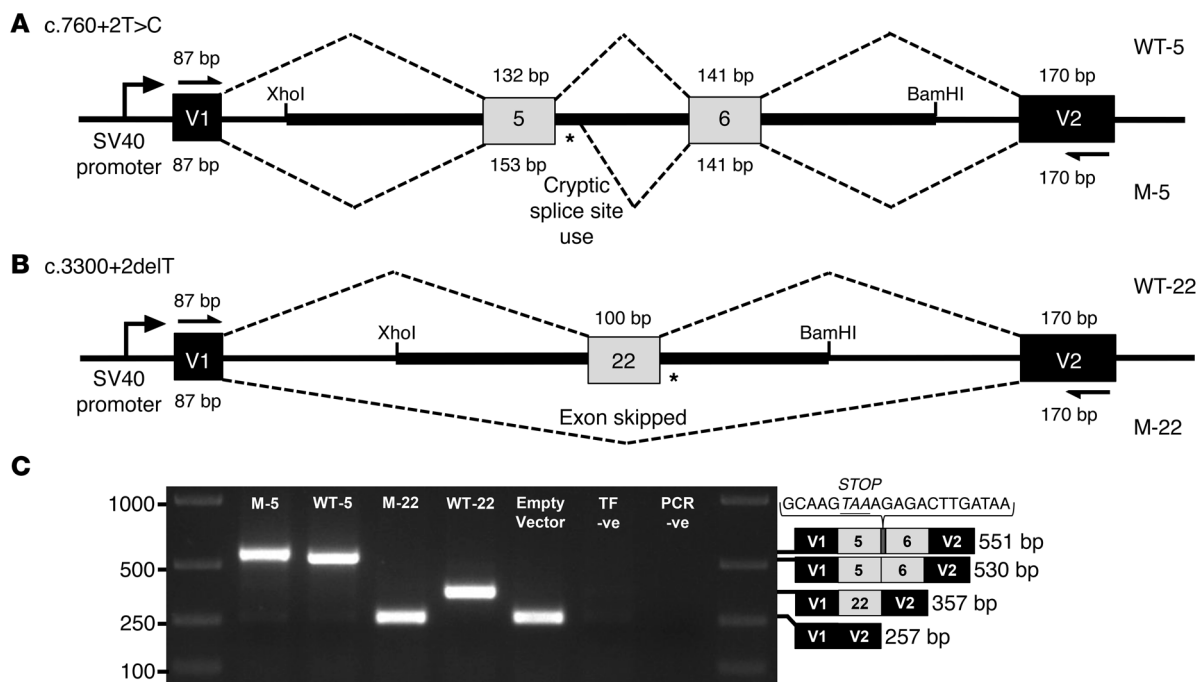 A c.760+2T>C
WT-5
87 bp
132 bp
141 bp
170 bp
XhoI
BamHI
V1
5
6
V2
*
SV40
promoter
87 bp
153 bp
141 bp
170 bp
Cryptic
splice site
use
M-5
B c.3300+2delT
WT-22
87 bp
100 bp
170 bp
XhoI
BamHI
V1
22
V2
*
SV40
promoter
87 bp
Exon skipped
170 bp
M-22
C
1000
500
250
100
M-5
WT-5
M-22
WT-22
Empty
Vector
TF
-ve
PCR
-ve
STOP
GCAAGTAAAGAGACTTGATAA
V1 5 6 V2 551 bp
V1 5 6 V2 530 bp
V1 22 V2 357 bp
V1 V2 257 bp